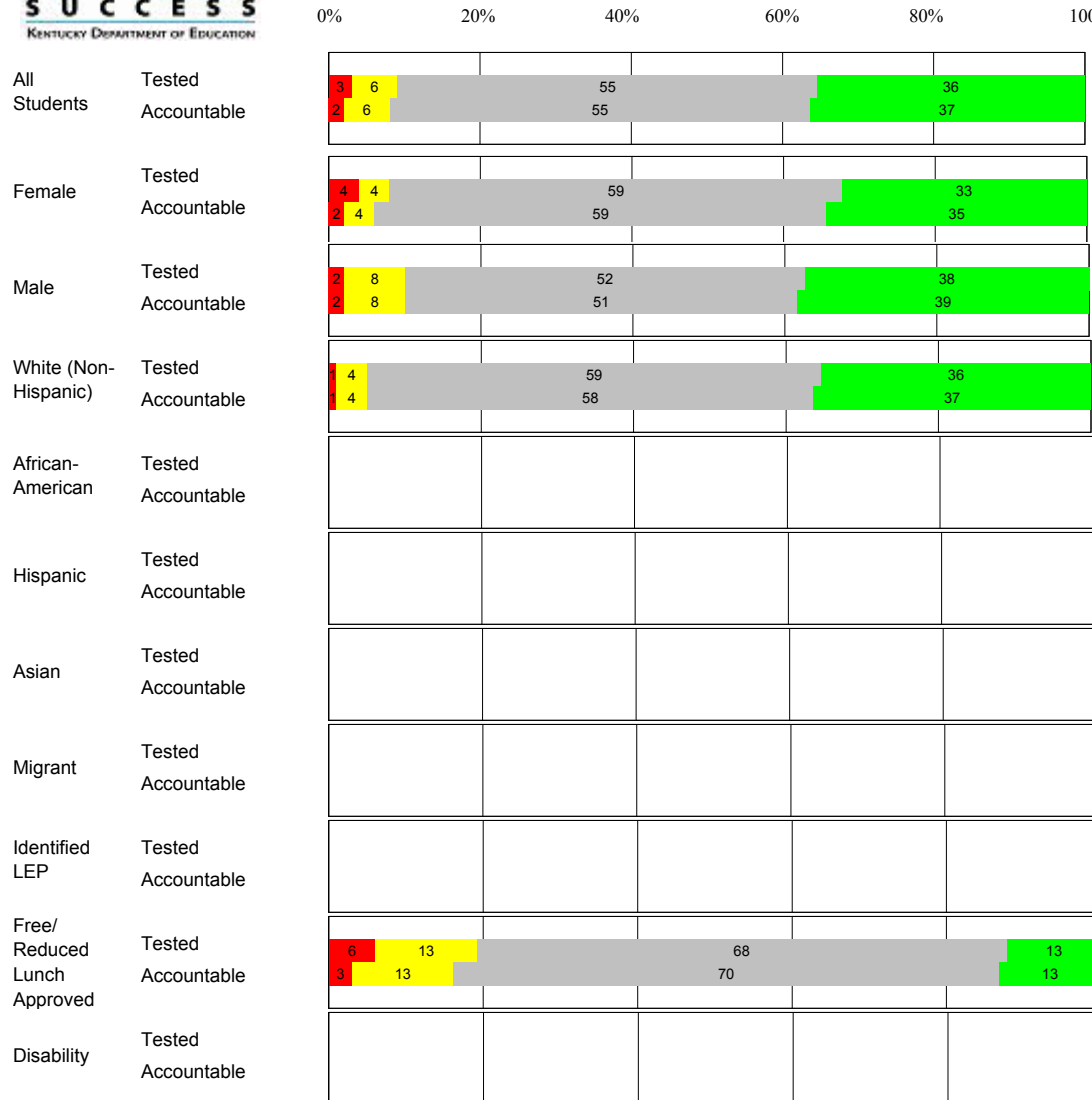 SUCCESS
KENTUCKY DEPARTMENT OF EDUCATION
0% 20% 40% 60% 80% 100
All Students Tested 3 6 55 36
Accountable 2 6 55 37
Female Tested 4 4 59 33
Accountable 2 4 59 35
Male Tested 2 8 52 38
Accountable 2 8 51 39
White (Non-
Hispanic) Tested 1 4 59 36
Accountable 1 4 58 37
African-
American Tested
Accountable
Hispanic Tested
Accountable
Asian Tested
Accountable
Migrant Tested
Accountable
Identified
LEP Tested
Accountable
Free/
Reduced
Lunch
Approved Tested 6 13 68 13
Accountable 3 13 70 13
Disability Tested
Accountable